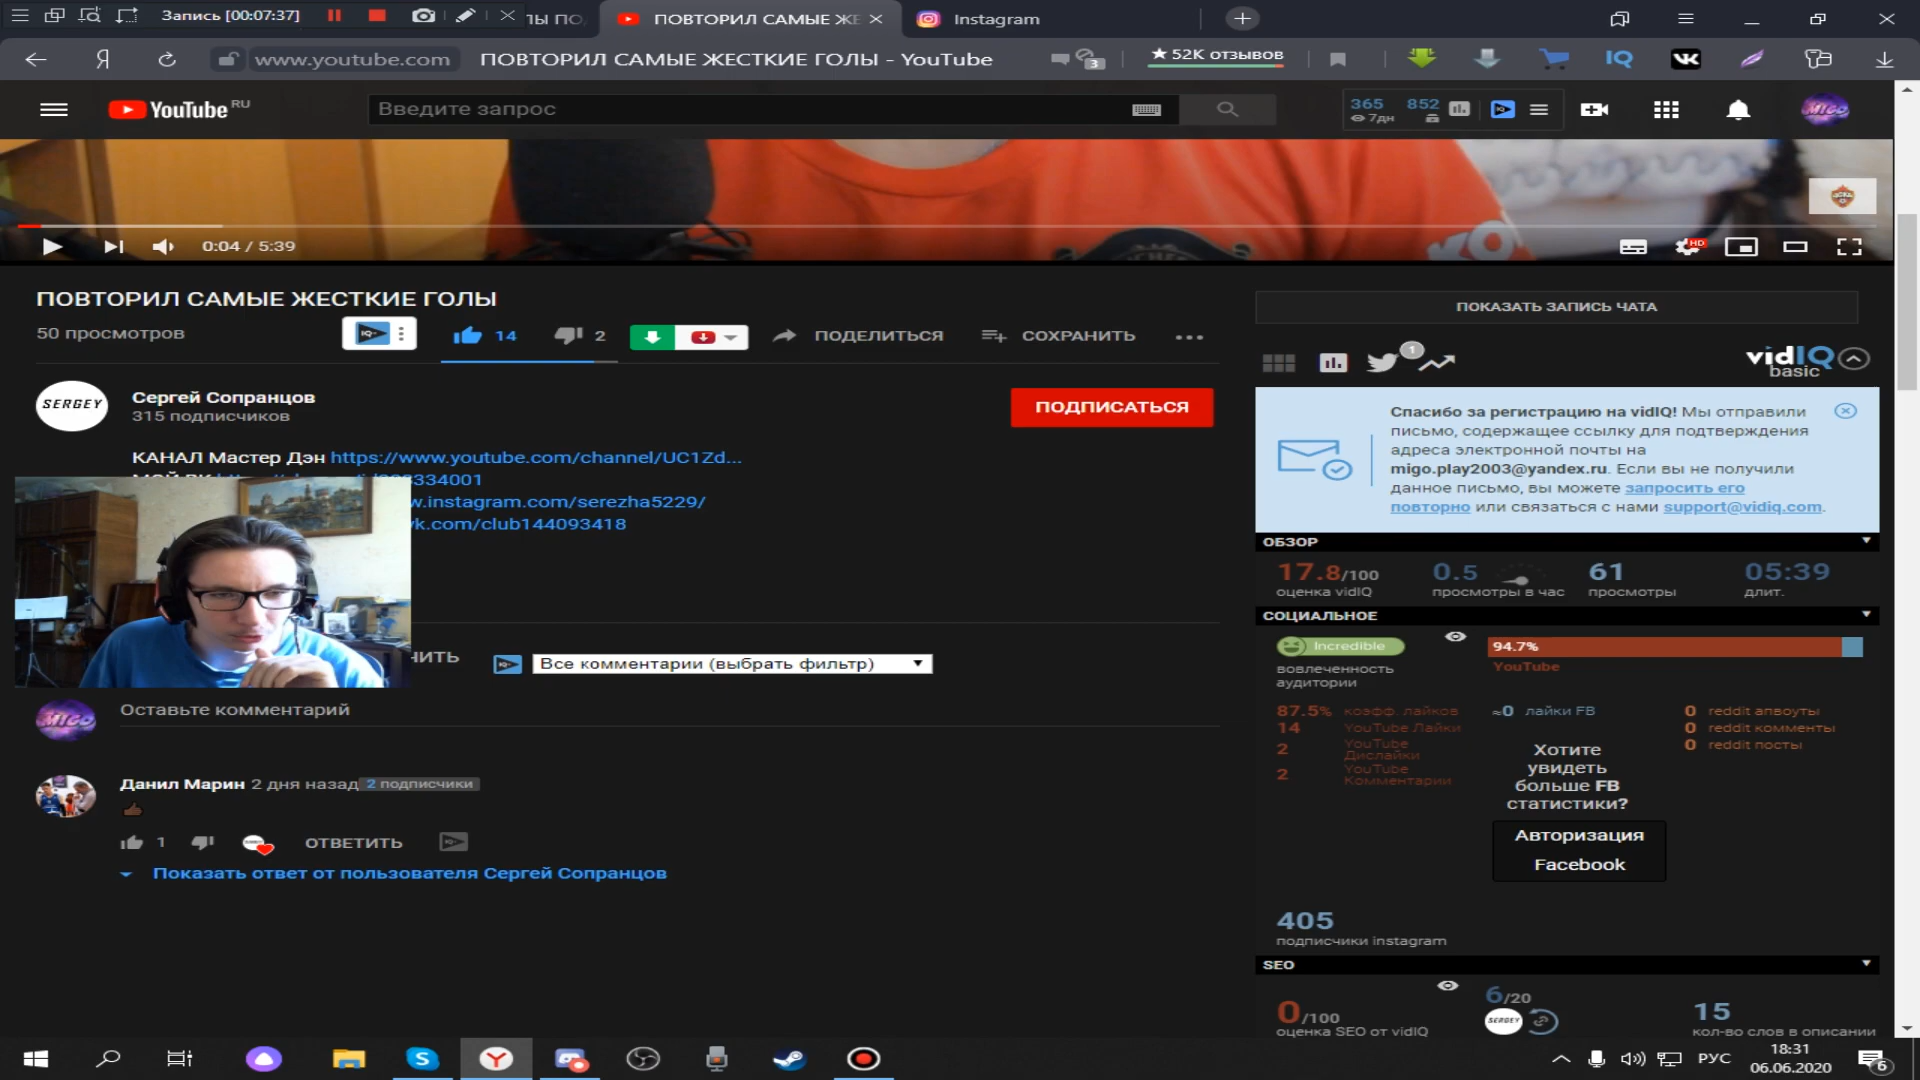 Запись [00:07:37]
ПОВТОРИЛ САМЫЕ ЖЕ
Instagram
www.youtube.com
ПОВТОРИЛ САМЫЕ ЖЕСТКИЕ ГОЛЫ - YouTube
3
★ 52K отзывов
IQ
YouTube RU
Введите запрос
365
7дн
852
MIGO
0:04 / 5:39
HD
ПОВТОРИЛ САМЫЕ ЖЕСТКИЕ ГОЛЫ
50 просмотров
14
2
ПОДЕЛИТЬСЯ
СОХРАНИТЬ
SERGEY
Сергей Сопранцов
315 подписчиков
ПОДПИСАТЬСЯ
КАНАЛ Мастер Дэн https://www.youtube.com/channel/UC1Zd...
334001
w.instagram.com/serezha5229/
vk.com/club144093418
ЧИТЬ
Все комментарии (выбрать фильтр)
MIGO
Оставьте комментарий
Данил Марин 2 дня назад 2 подписчики
1
ОТВЕТИТЬ
Показать ответ от пользователя Сергей Сопранцов
ПОКАЗАТЬ ЗАПИСЬ ЧАТА
1
vidIQ
basic
Спасибо за регистрацию на vidIQ! Мы отправили
письмо, содержащее ссылку для подтверждения
адреса электронной почты на
migo.play2003@yandex.ru. Если вы не получили
данное письмо, вы можете запросить его
повторно или связаться с нами support@vidiq.com.
ОБЗОР
17.8/100
оценка vidIQ
0.5
просмотры в час
61
просмотры
05:39
длит.
СОЦИАЛЬНОЕ
Incredible
вовлеченность
аудитории
94.7%
YouTube
87.5% коэфф. лайков
14 YouTube Лайки
2 YouTube
Дислайки
2 YouTube
Комментарии
≈0 лайки FB
Хотите
увидеть
больше FB
статистики?
Авторизация
Facebook
0 reddit апвоуты
0 reddit комменты
0 reddit посты
405
подписчики instagram
SEO
0/100
оценка SEO от vidIQ
6/20
SERGEY
15
кол-во слов в описании
РУС
18:31
06.06.2020
6